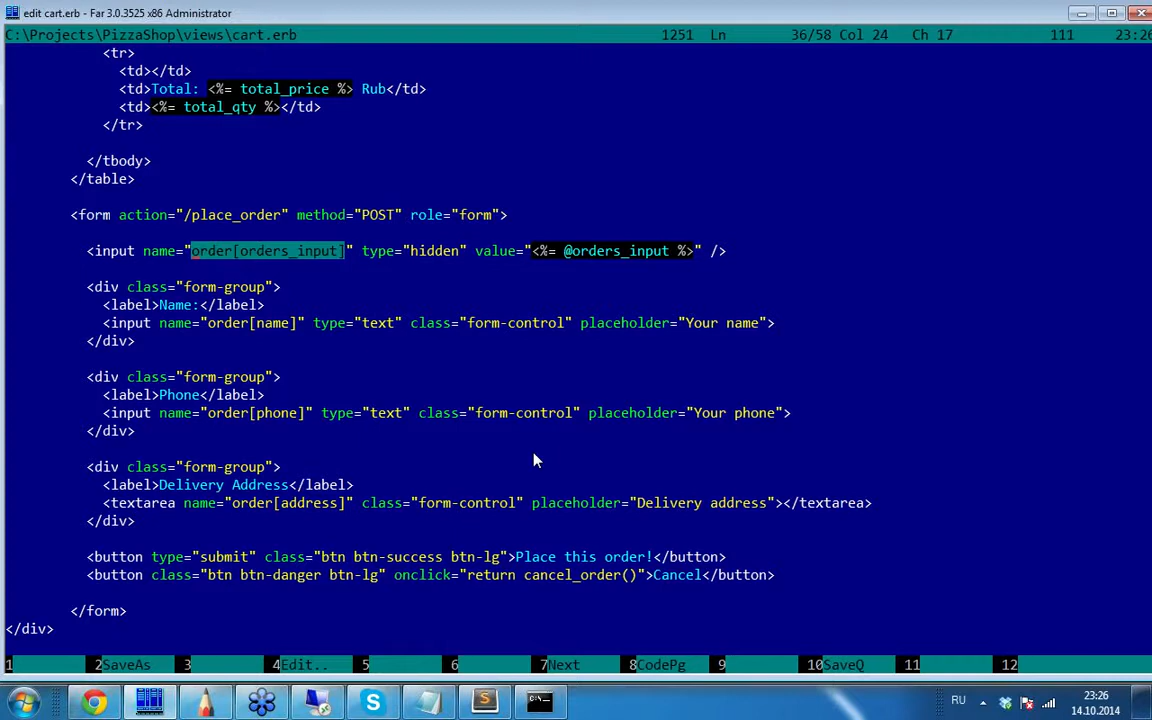 edit cart.erb - Far 3.0.3525 x86 Administrator
C:\Projects\PizzaShop\views\cart.erb 1251 Ln 36/58 Col 24 Ch 17 111 23:26
<tr>
<td></td>
<td>Total: <%= total_price %> Rub</td>
<td><%= total_qty %></td>
</tr>
</tbody>
</table>
<form action="/place_order" method="POST" role="form">
<input name="order[orders_input]" type="hidden" value="<%= @orders_input %>" />
<div class="form-group">
<label>Name:</label>
<input name="order[name]" type="text" class="form-control" placeholder="Your name">
</div>
<div class="form-group">
<label>Phone</label>
<input name="order[phone]" type="text" class="form-control" placeholder="Your phone">
</div>
<div class="form-group">
<label>Delivery Address</label>
<textarea name="order[address]" class="form-control" placeholder="Delivery address"></textarea>
</div>
<button type="submit" class="btn btn-success btn-lg">Place this order!</button>
<button class="btn btn-danger btn-lg" onclick="return cancel_order()">Cancel</button>
</form>
</div>
1 2SaveAs 3 4Edit.. 5 6 7Next 8CodePg 9 10SaveQ 11 12
RU 23:26
14.10.2014